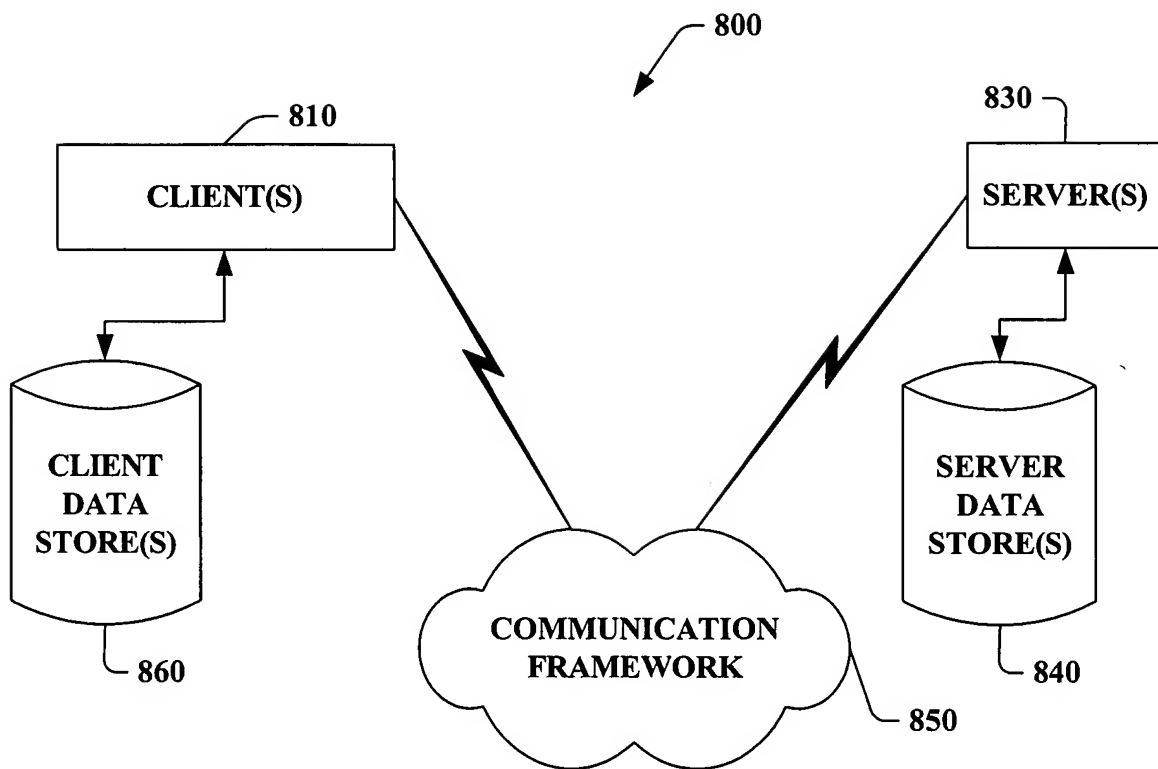 800
810
830
CLIENT(S)
SERVER(S)
CLIENT
DATA
STORE(S)
SERVER
DATA
STORE(S)
COMMUNICATION
FRAMEWORK
860
840
850